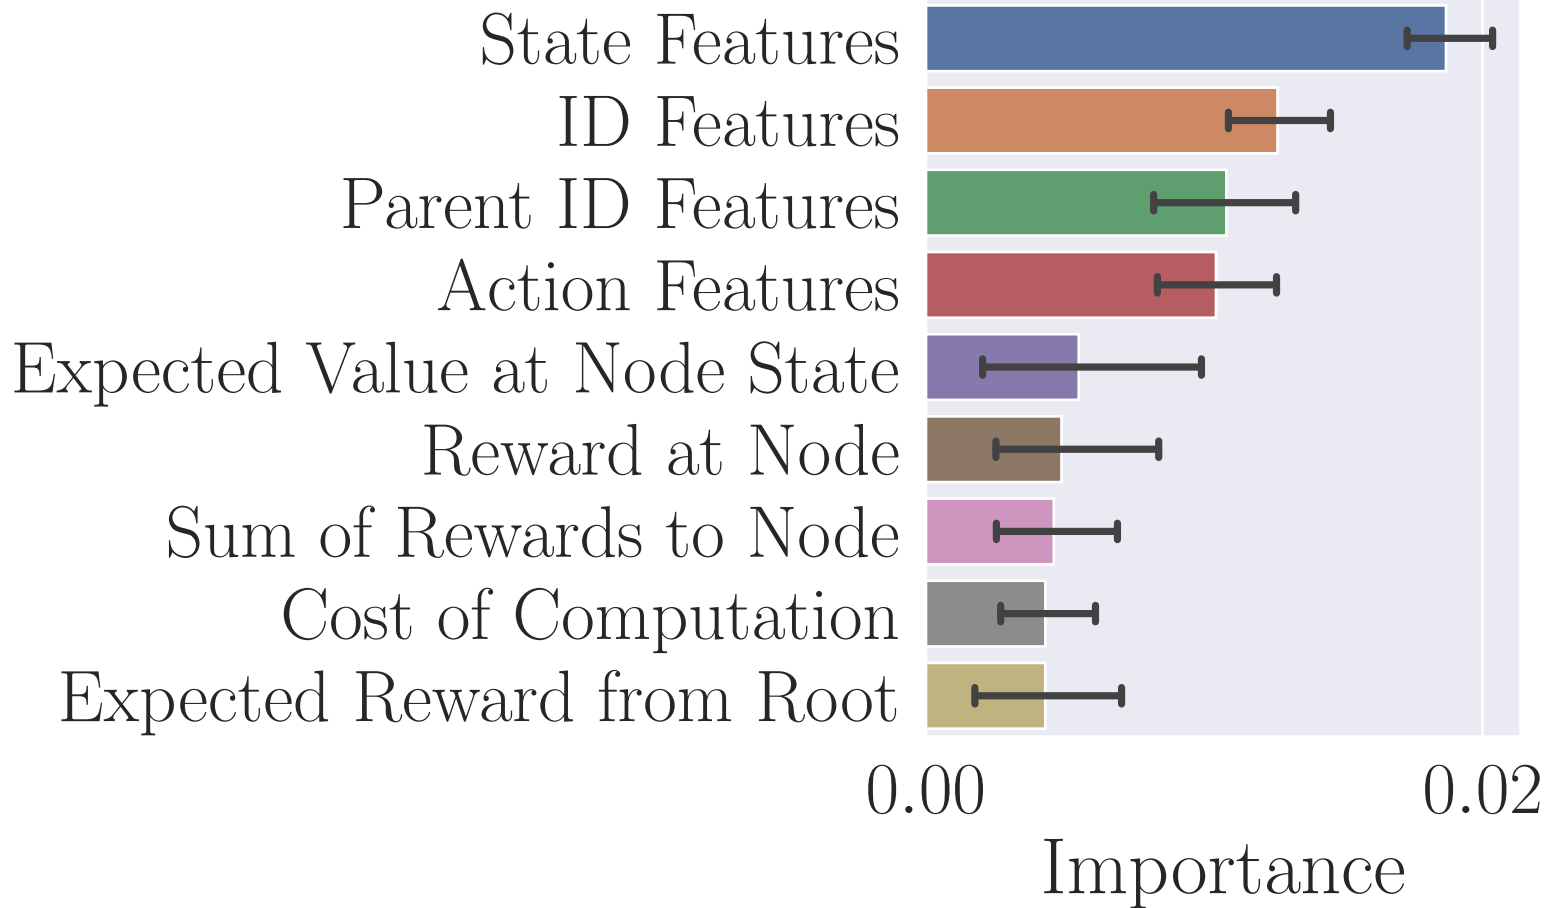 State Features
ID Features
Parent ID Features
Action Features
Expected Value at Node State
Reward at Node
Sum of Rewards to Node
Cost of Computation
Expected Reward from Root
0.00 0.02
Importance